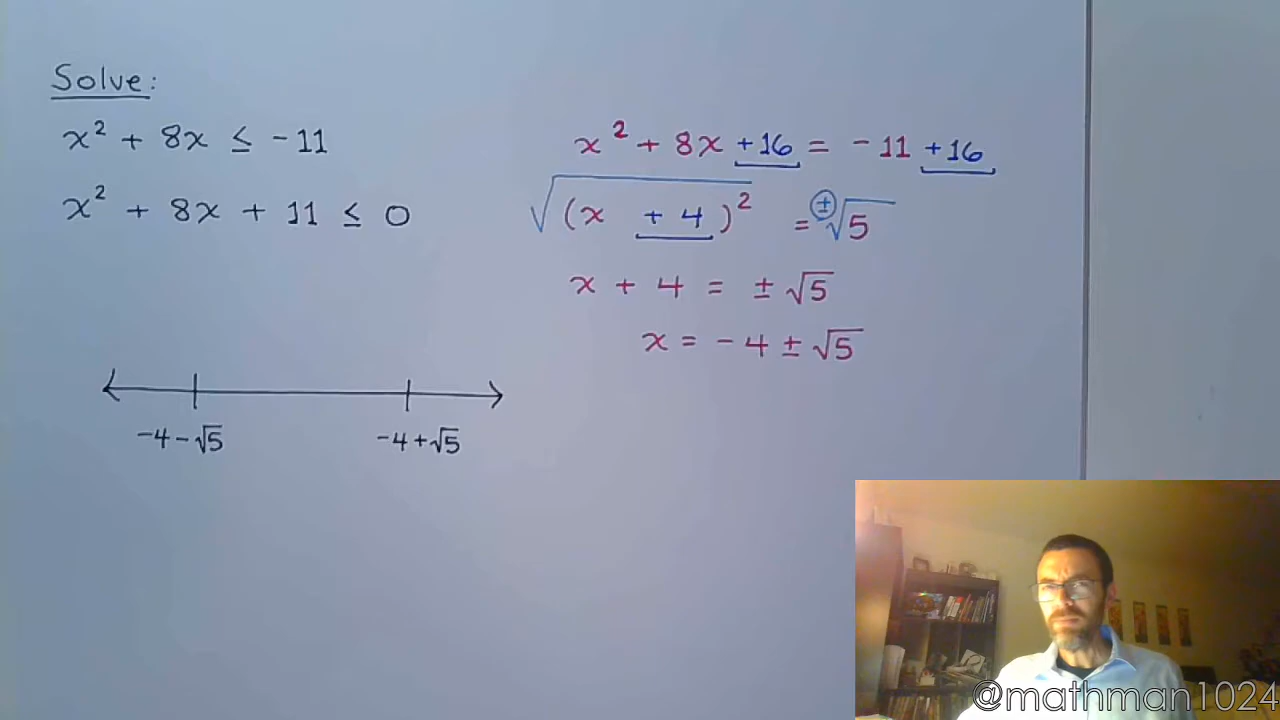 Solve:
x² + 8x ≤ -11
x² + 8x + 11 ≤ 0
x² + 8x +16 = -11 +16
√(x + 4)² = ±√5
x + 4 = ±√5
x = -4 ± √5
-4-√5 -4+√5
@mathman1024